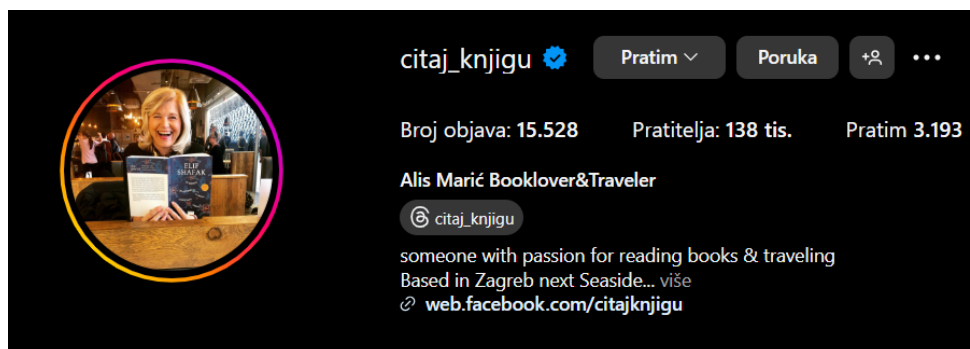 citaj_knjigu Pratim Poruka
Broj objava: 15.528 Pratitelja: 138 tis. Pratim 3.193
Alis Marić Booklover&Traveler
citaj_knjigu
someone with passion for reading books & traveling
Based in Zagreb next Seaside... više
web.facebook.com/citajknjigu
ELIF
SHAFAK